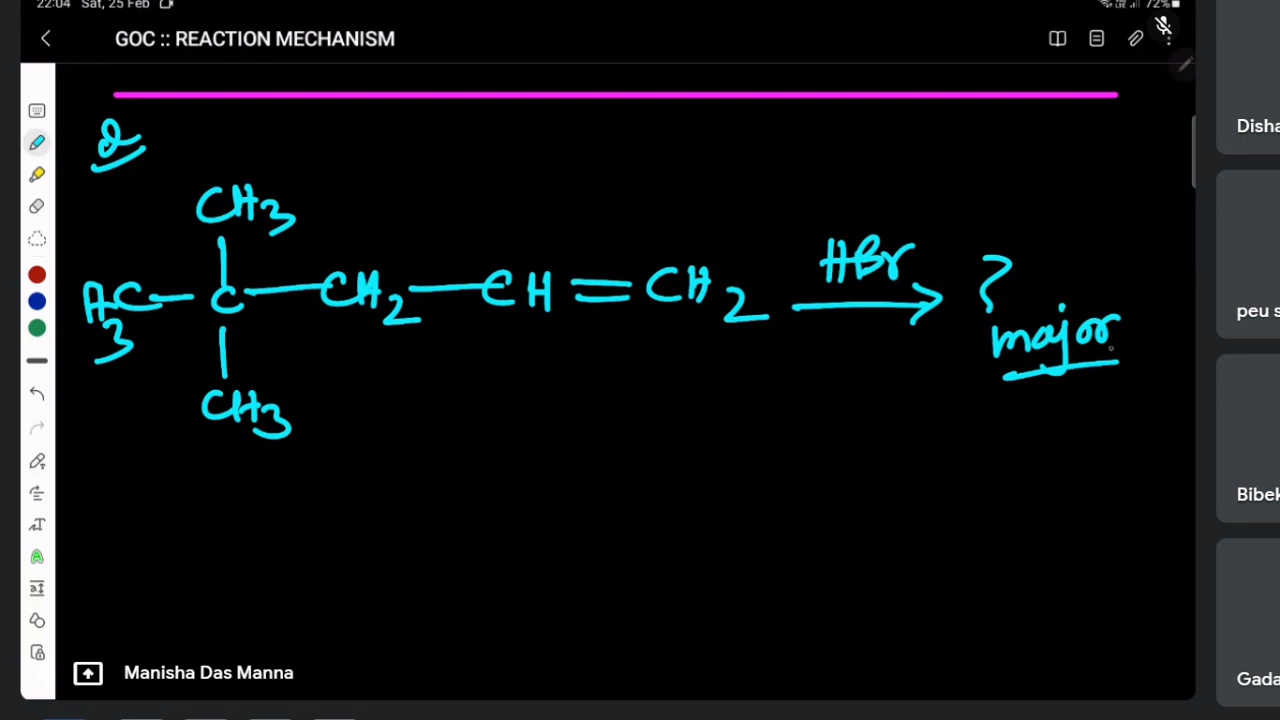 22:04 Sat, 25 Feb 72%
GOC :: REACTION MECHANISM
Q
CH3
H3C-C-CH2-CH=CH2 HBr → ?
major
CH3
Manisha Das Manna
Disha
peu s
Bibek
Gada